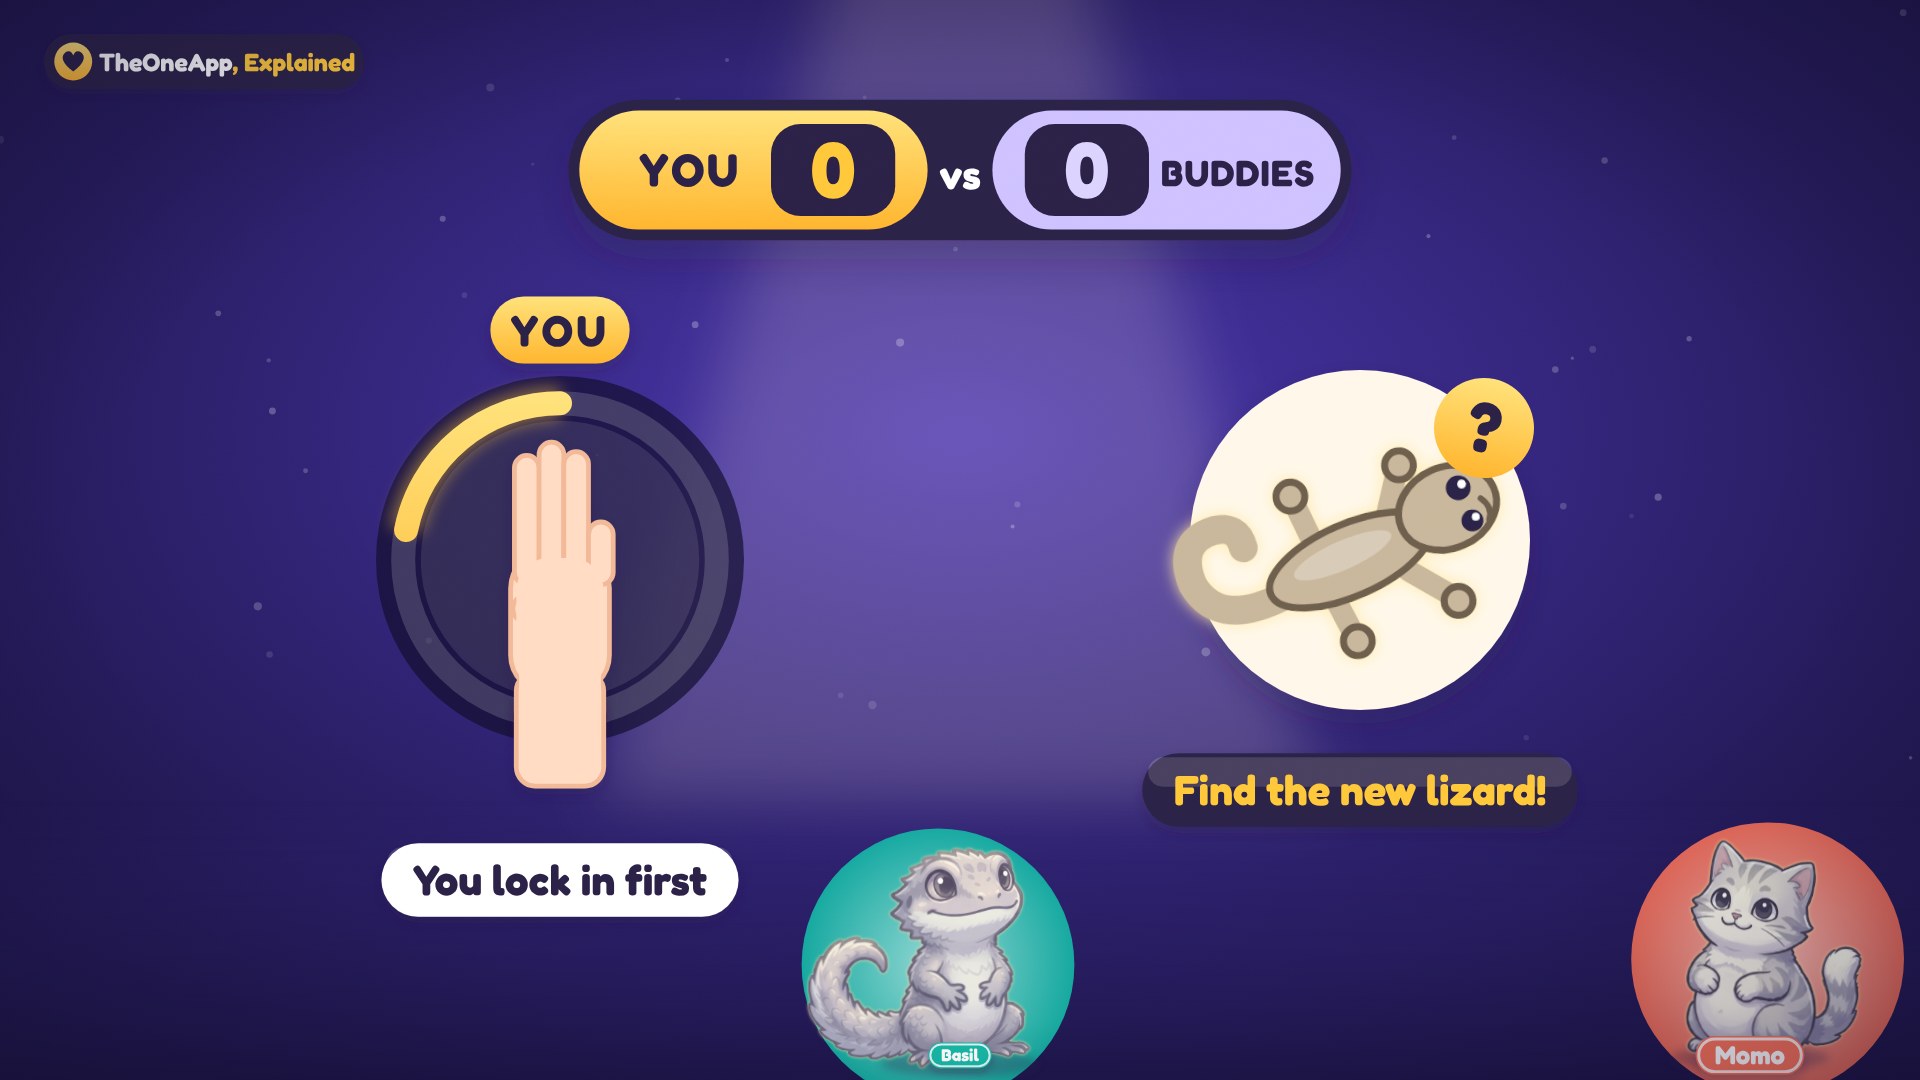 TheOneApp, Explained
YOU 0 vs 0 BUDDIES
YOU
?
Find the new lizard!
You lock in first
Basil
Momo